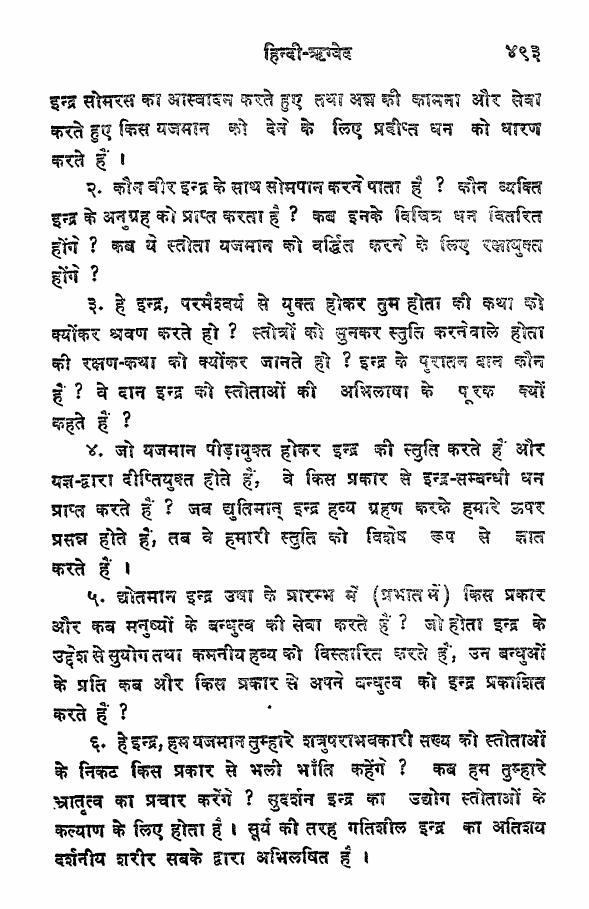 हिन्दी-ऋग्वेद ४९३
इन्द्र सोमरस का आस्वादन करते हुए तथा अन्न की कामना और सेवा
करते हुए किस यजमान को देने के लिए प्रदीप्त धन को धारण
करते हैं ।
२. कौन वीर इन्द्र के साथ सोमपान करने पाता है ? कौन व्यक्ति
इन्द्र के अनुग्रह को प्राप्त करता है ? कब इनके विचित्र धन वितरित
होंगे ? कब ये स्तोता यजमान को वर्द्धित करने के लिए रक्षायुक्त
होंगे ?
३. हे इन्द्र, परमैश्वर्य से युक्त होकर तुम होता की कथा को
क्योंकर श्रवण करते हो ? स्तोत्रों को सुनकर स्तुति करनेवाले होता
की रक्षण-कथा को क्योंकर जानते हो ? इन्द्र के पुरातन दान कौन
हैं ? वे दान इन्द्र को स्तोताओं की अभिलाषा के पूरक क्यों
कहते हैं ?
४. जो यजमान पीड़ायुक्त होकर इन्द्र की स्तुति करते हैं और
यज्ञ-द्वारा दीप्तियुक्त होते हैं, वे किस प्रकार से इन्द्र-सम्बन्धी धन
प्राप्त करते हैं ? जब द्युतिमान् इन्द्र हव्य ग्रहण करके हमारे ऊपर
प्रसन्न होते हैं, तब वे हमारी स्तुति को विशेष रूप से ज्ञात
करते हैं ।
५. द्योतमान इन्द्र उषा के प्रारम्भ में (प्रभात में) किस प्रकार
और कब मनुष्यों के बन्धुत्व की सेवा करते हैं ? जो होता इन्द्र के
उद्देश से सुयोग तथा कमनीय हव्य को विस्तारित करते हैं, उन बन्धुओं
के प्रति कब और किस प्रकार से अपने बन्धुत्व को इन्द्र प्रकाशित
करते हैं ?
६. हे इन्द्र, हम यजमान तुम्हारे शत्रुपराभवकारी सख्य को स्तोताओं
के निकट किस प्रकार से भली भाँति कहेंगे ? कब हम तुम्हारे
भ्रातृत्व का प्रचार करेंगे ? सुदर्शन इन्द्र का उद्योग स्तोताओं के
कल्याण के लिए होता है । सूर्य की तरह गतिशील इन्द्र का अतिशय
दर्शनीय शरीर सबके द्वारा अभिलषित है ।